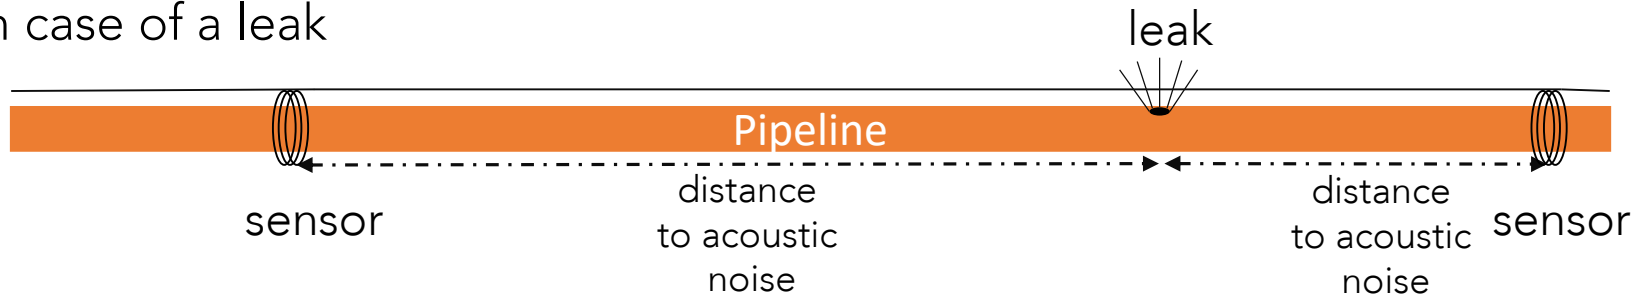 case of a leak
leak
Pipeline
distance
to acoustic
noise
distance
to acoustic
noise
sensor
sensor